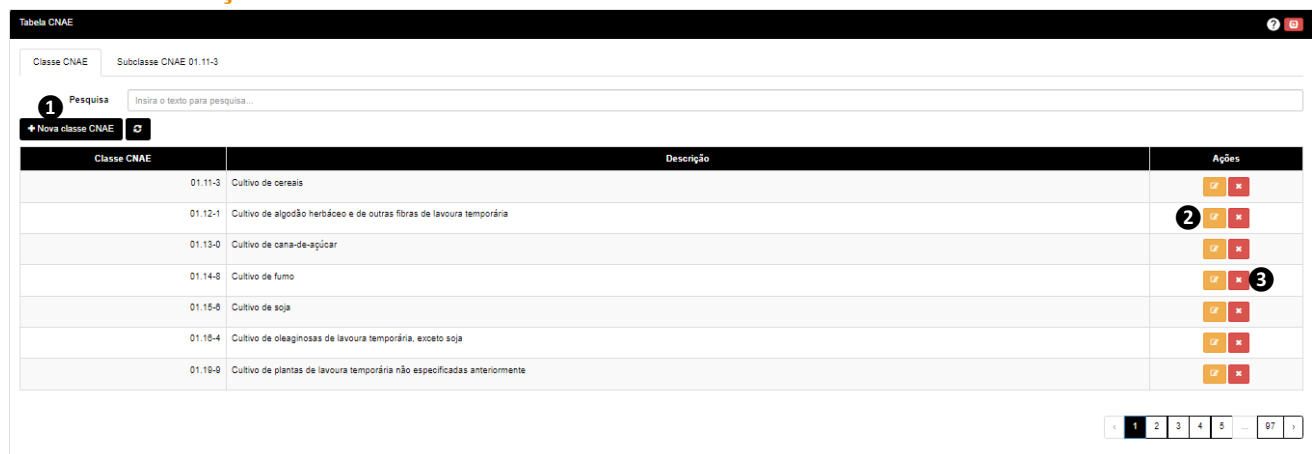 Tabela CNAE ?
Classe CNAE Subclasse CNAE 01.11-3
1 Pesquisa Insira o texto para pesquisa...
+ Nova classe CNAE
Classe CNAE Descrição Ações
01.11-3 Cultivo de cereais
01.12-1 Cultivo de algodão herbáceo e de outras fibras de lavoura temporária 2
01.13-0 Cultivo de cana-de-açúcar
01.14-8 Cultivo de fumo 3
01.15-6 Cultivo de soja
01.16-4 Cultivo de oleaginosas de lavoura temporária, exceto soja
01.19-9 Cultivo de plantas de lavoura temporária não especificadas anteriormente
‹ 1 2 3 4 5 ... 97 ›